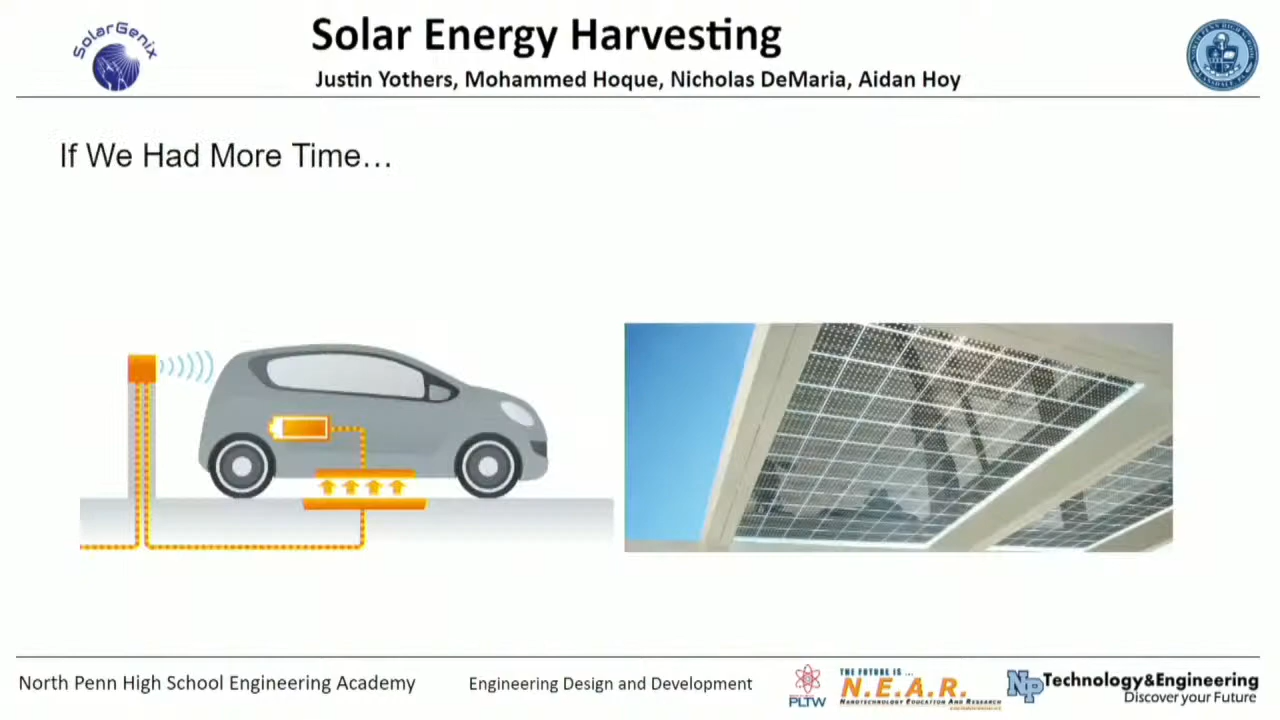 SolarGenix
Solar Energy Harvesting
Justin Yothers, Mohammed Hoque, Nicholas DeMaria, Aidan Hoy
If We Had More Time…
North Penn High School Engineering Academy
Engineering Design and Development
PLTW
THE FUTURE IS ...
N.E.A.R.
NANOTECHNOLOGY EDUCATION AND RESEARCH
NP
Technology&Engineering
Discover your Future